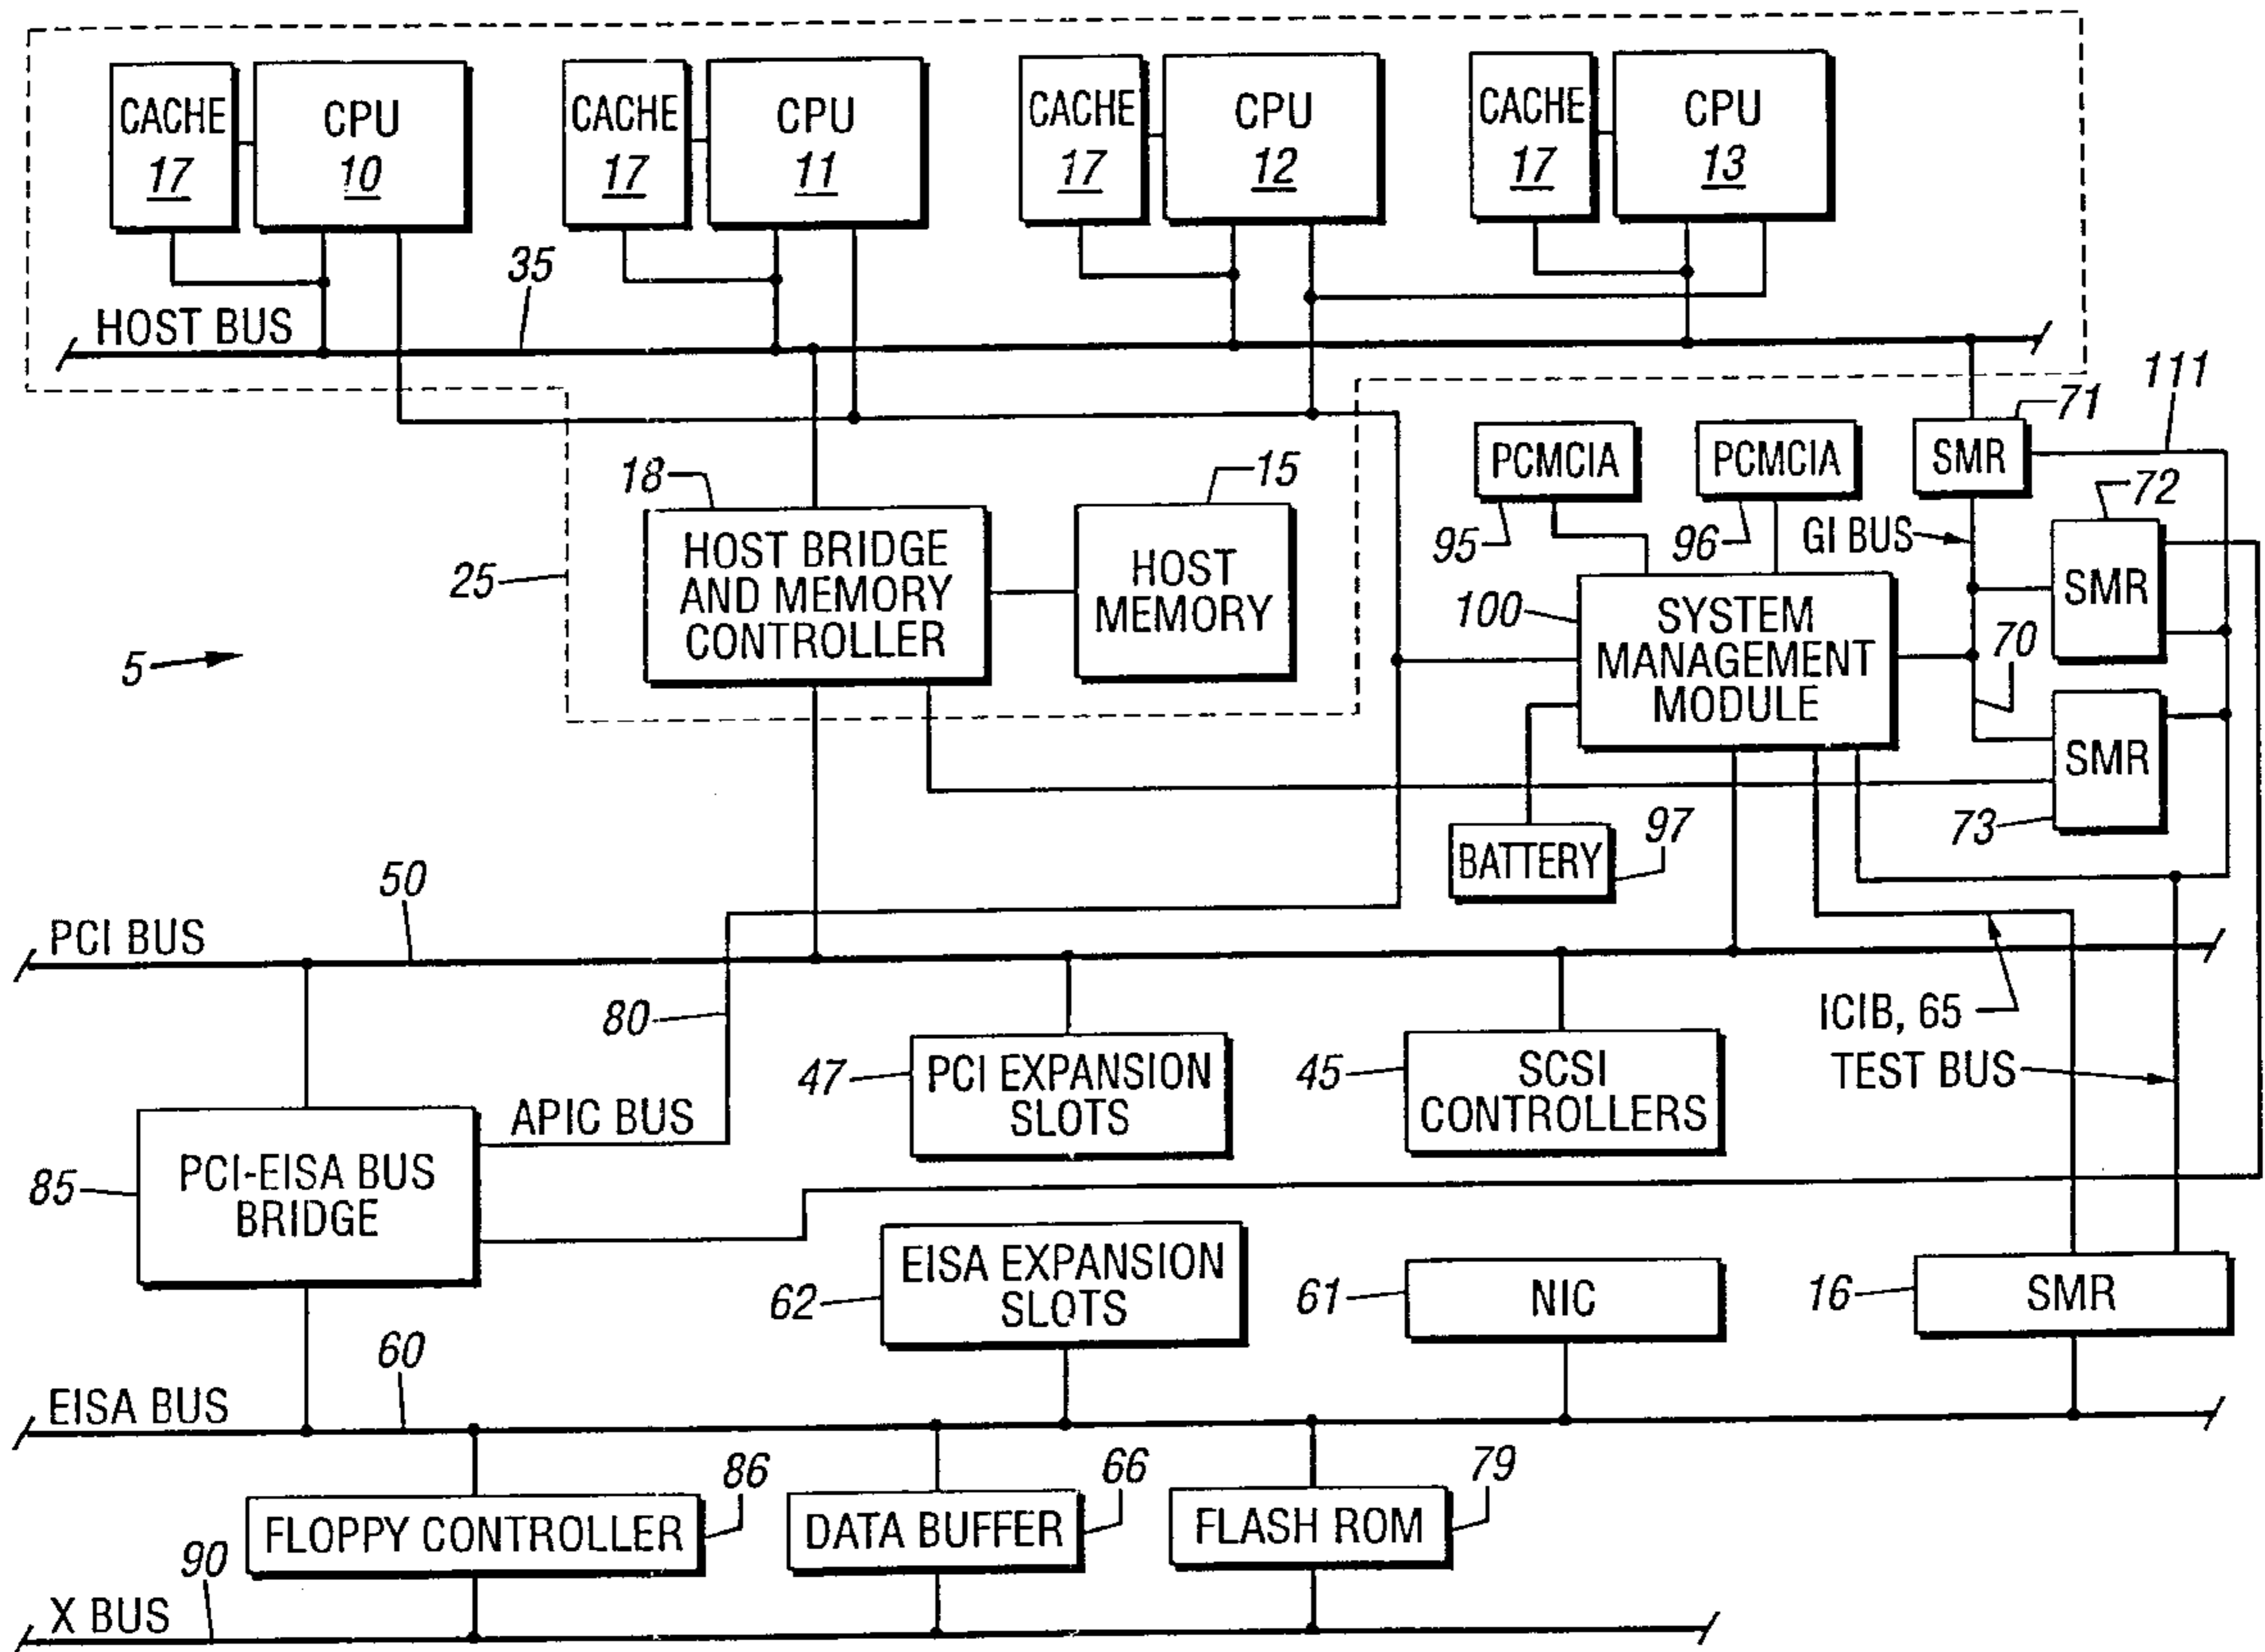 CACHE
17
CPU
10
CACHE
17
CPU
11
CACHE
17
CPU
12
CACHE
17
CPU
13
35
HOST BUS
111
71
SMR
PCMCIA
PCMCIA
18
15
72
95
96
GI BUS
HOST BRIDGE
AND MEMORY
CONTROLLER
HOST
MEMORY
25
100
SYSTEM
MANAGEMENT
MODULE
SMR
70
5
SMR
73
BATTERY
97
50
PCI BUS
80
ICIB, 65
TEST BUS
47
PCI EXPANSION
SLOTS
45
SCSI
CONTROLLERS
APIC BUS
85
PCI-EISA BUS
BRIDGE
62
EISA EXPANSION
SLOTS
61
NIC
16
SMR
60
EISA BUS
86
66
79
FLOPPY CONTROLLER
DATA BUFFER
FLASH ROM
90
X BUS